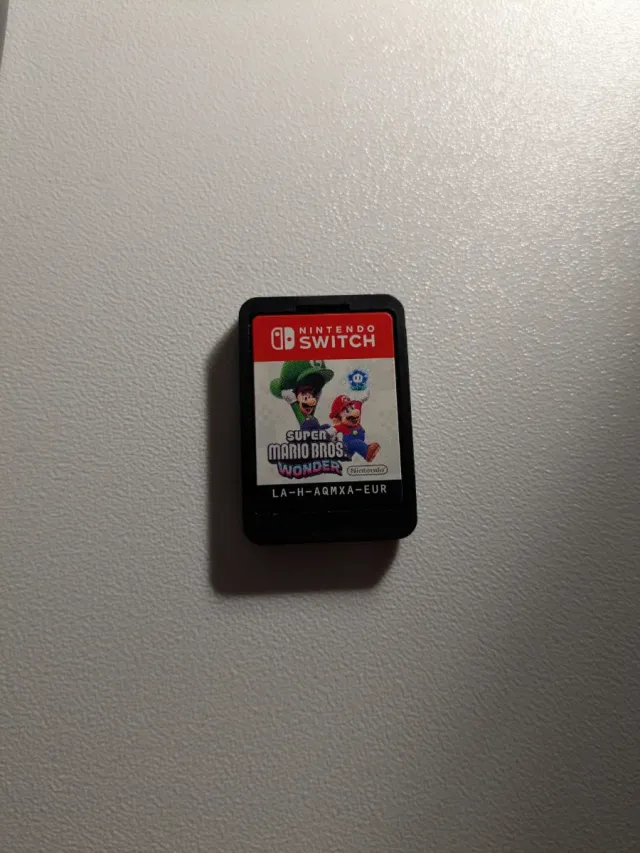 NINTENDO
SWITCH
SUPER
MARIO BROS.
WONDER
Nintendo
LA-H-AQMXA-EUR